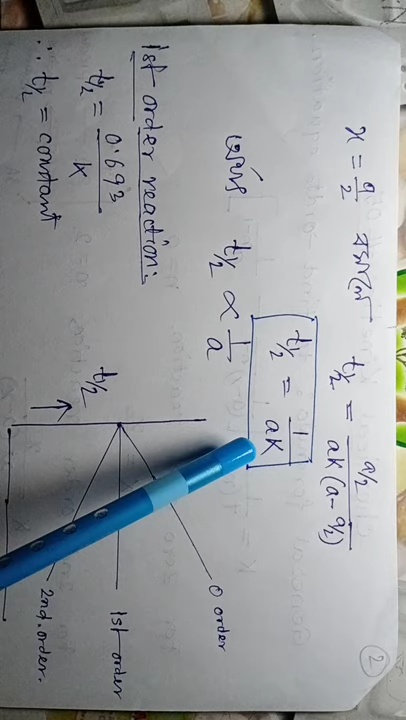 2
x = a/2 বসালে t½ = (a/2)/(ak(a-a/2))
t½ = 1/(aK)
t½ ∝ 1/a
1st order reaction:
t½ = 0.693/k
∴ t½ = constant
t½
0 order
1st order
2nd. order.